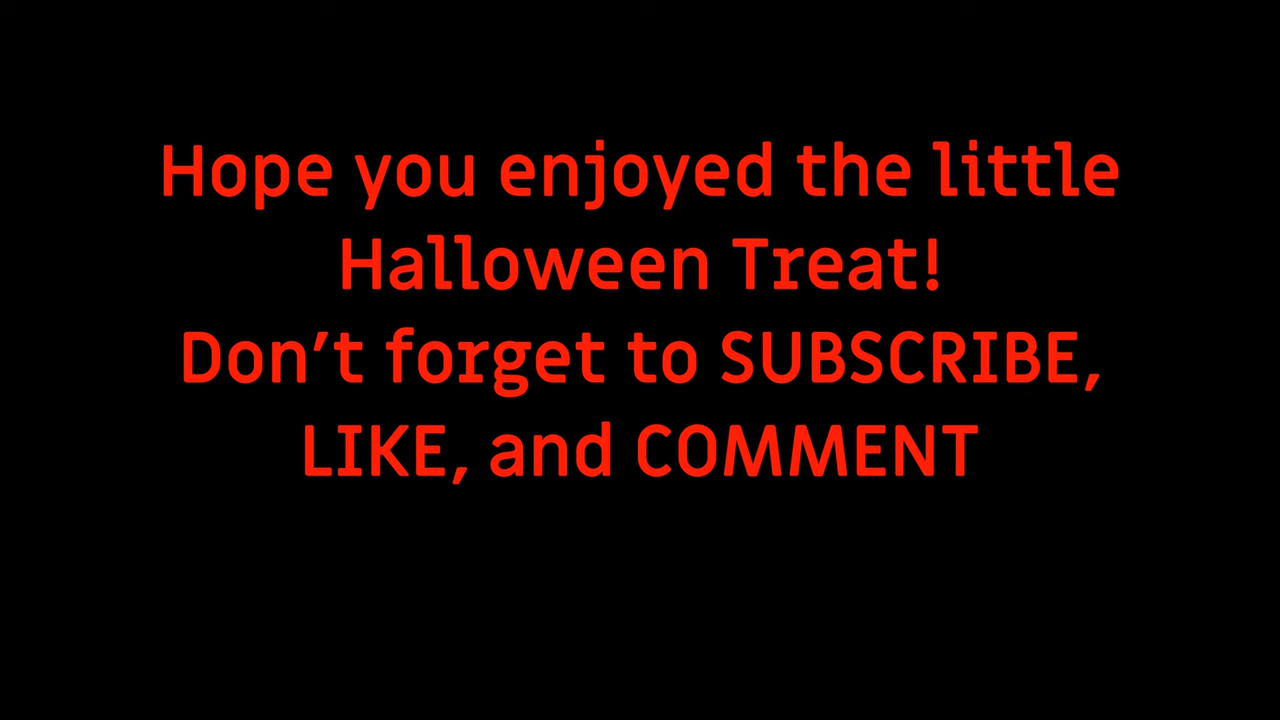 Hope you enjoyed the little
Halloween Treat!
Don’t forget to SUBSCRIBE,
LIKE, and COMMENT